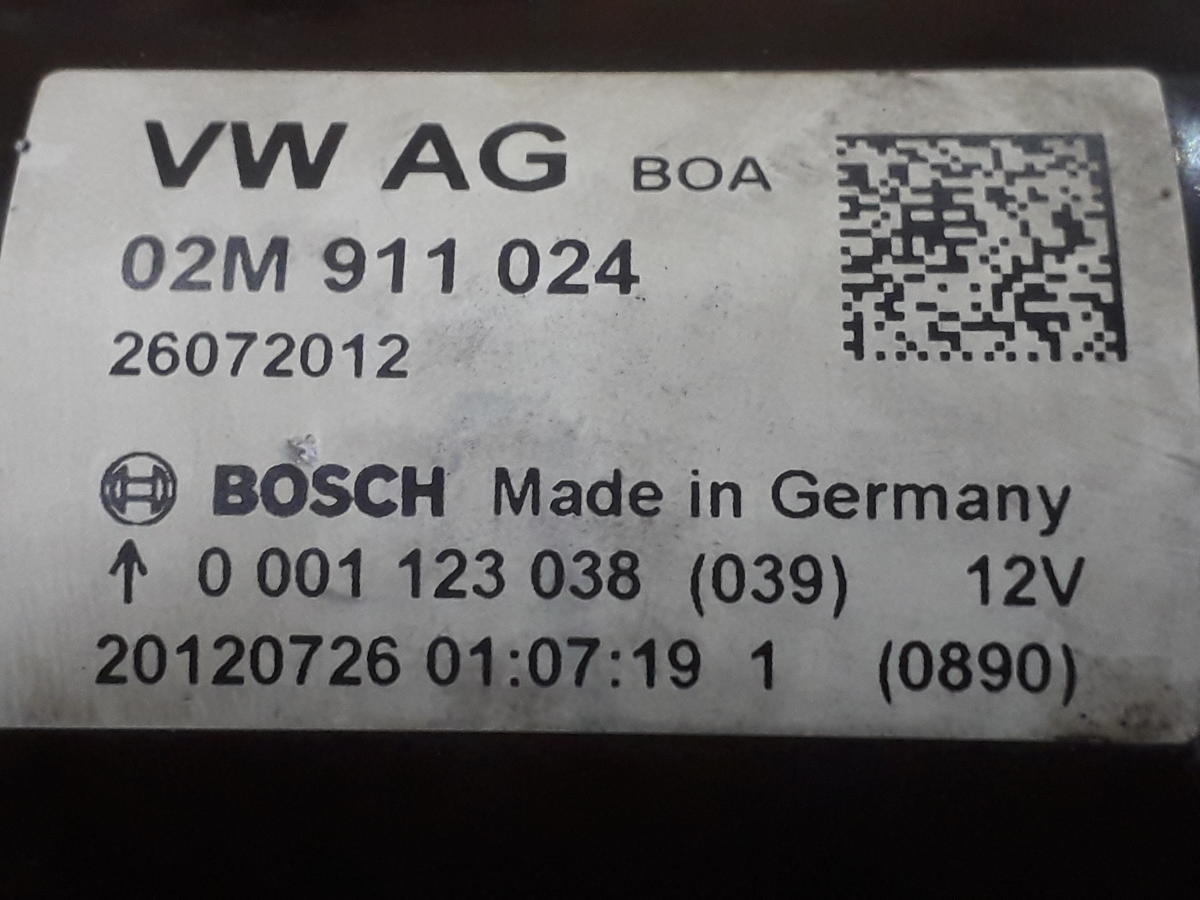 VW AG BOA
02M 911 024
26072012
BOSCH Made in Germany
↑ 0 001 123 038 (039) 12V
20120726 01:07:19 1 (0890)